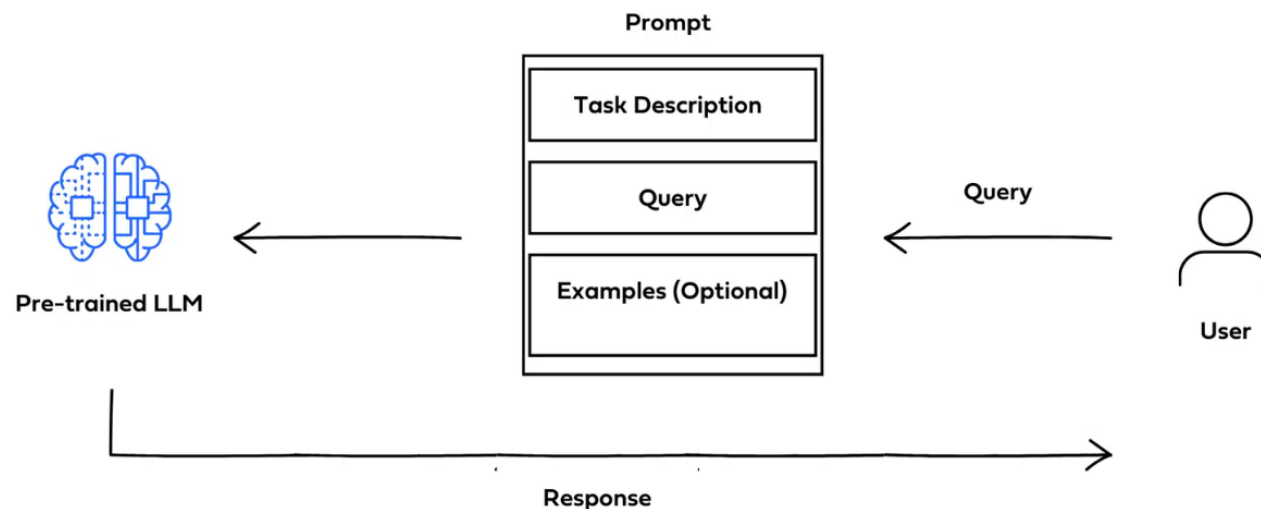 Prompt
Task Description
Query
Query
Examples (Optional)
Pre-trained LLM
User
Response